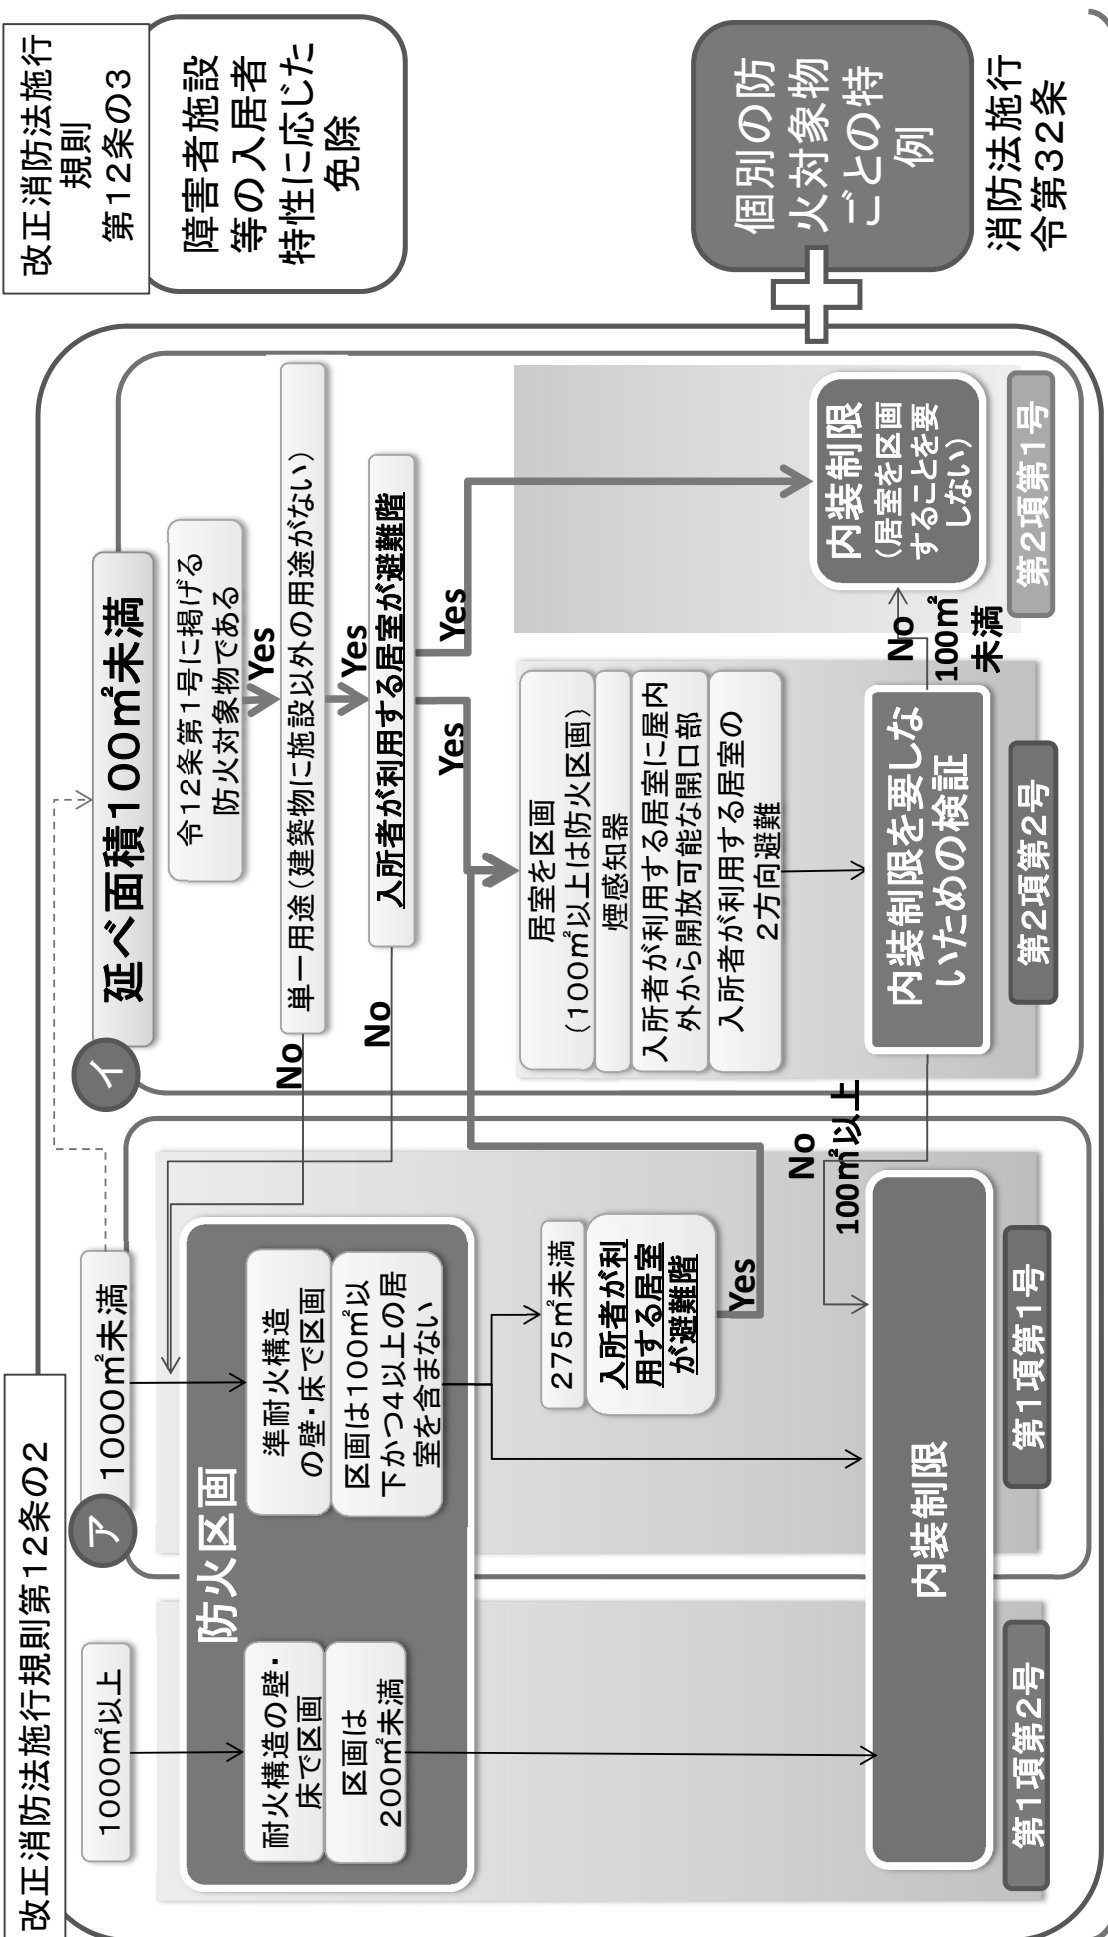 改正消防法施行規則第12条の2
1000㎡以上
耐火構造の壁・
床で区画
区画は
200㎡未満
第1項第2号
防火区画
ア
1000㎡未満
準耐火構造
の壁・床で区画
区画は100㎡以
下かつ4以上の居
室を含まない
275㎡未満
入所者が利
用する居室
が避難階
Yes
内装制限
第1項第1号
No
100㎡以上
イ
延べ面積100㎡未満
令12条第1号に掲げる
防火対象物である
Yes
単一用途(建築物に施設以外の用途がない)
No
Yes
入所者が利用する居室が避難階
No
Yes
Yes
居室を区画
(100㎡以上は防火区画)
煙感知器
入所者が利用する居室に屋内
外から開放可能な開口部
入所者が利用する居室の
2方向避難
内装制限を要しな
いための検証
第2項第2号
No
100㎡
未満
内装制限
(居室を区画
することを要
しない)
第2項第1号
改正消防法施行
規則
第12条の3
障害者施設
等の入居者
特性に応じた
免除
個別の防
火対象物
ごとの特
例
消防法施行
令第32条